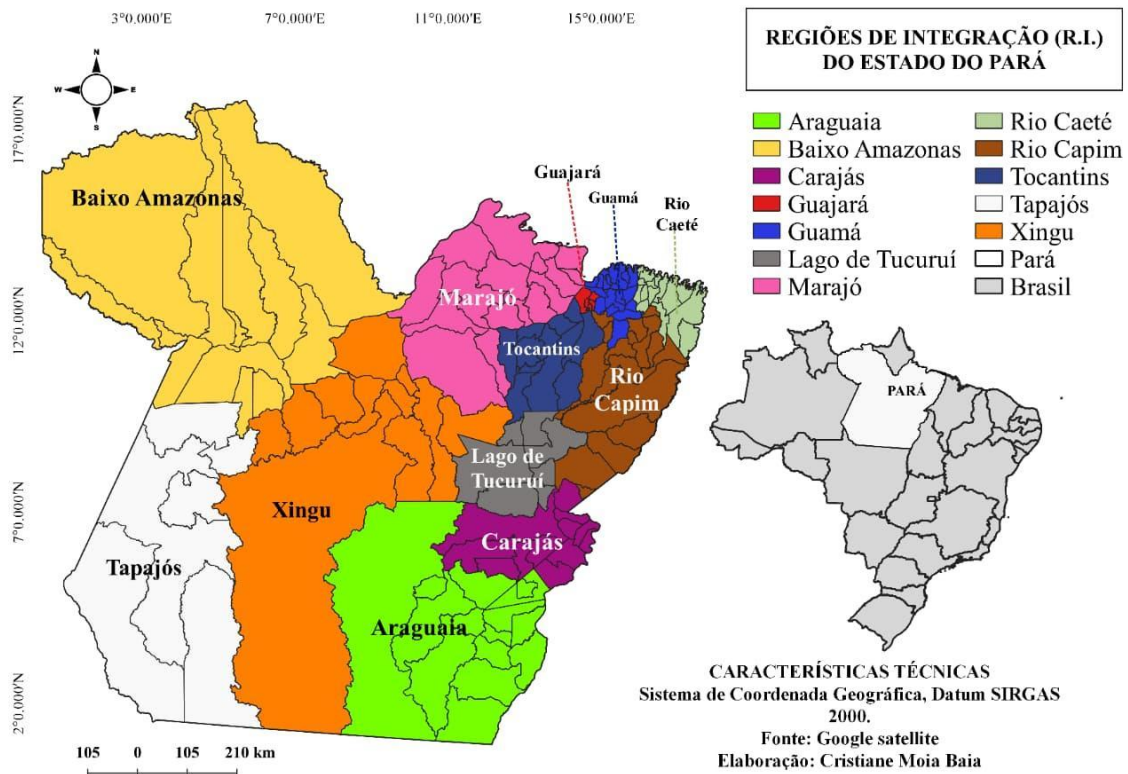 3°0,000'E 7°0,000'E 11°0,000'E 15°0,000'E
REGIÕES DE INTEGRAÇÃO (R.I.)
DO ESTADO DO PARÁ
N
W E
S
17°0,000'N
12°0,000'N
7°0,000'N
2°0,000'N
Araguaia
Baixo Amazonas
Carajás
Guajará
Guamá
Lago de Tucuruí
Marajó
Rio Caeté
Rio Capim
Tocantins
Tapajós
Xingu
Pará
Brasil
Baixo Amazonas
Guajará
Guamá
Rio
Caeté
Marajó
Tocantins
Rio
Capim
Lago de
Tucuruí
Xingu
Carajás
Tapajós
Araguaia
PARÁ
105 0 105 210 km
CARACTERÍSTICAS TÉCNICAS
Sistema de Coordenada Geográfica, Datum SIRGAS
2000.
Fonte: Google satellite
Elaboração: Cristiane Moia Baia